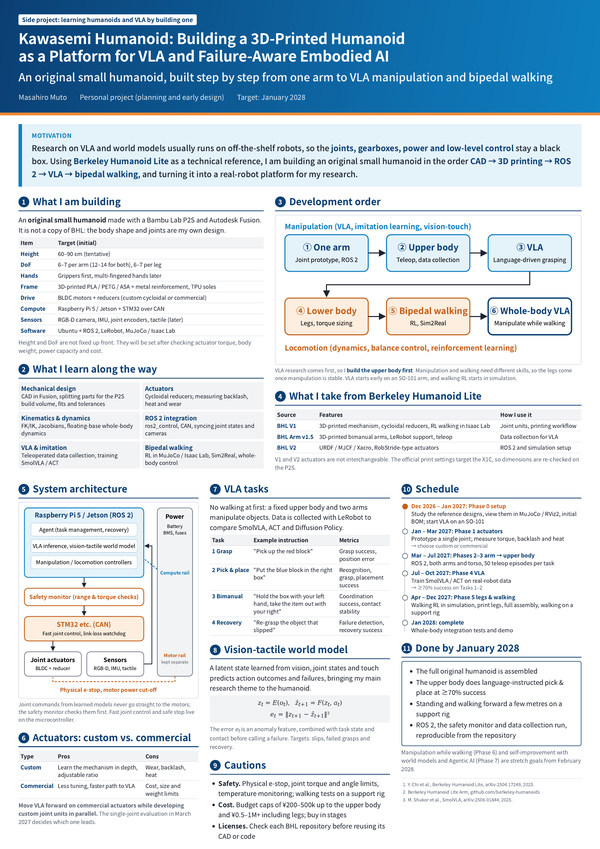 Side project: learning humanoids and VLA by building one
Kawasemi Humanoid: Building a 3D-Printed Humanoid
as a Platform for VLA and Failure-Aware Embodied AI
An original small humanoid, built step by step from one arm to VLA manipulation and bipedal walking
Masahiro Muto Personal project (planning and early design) Target: January 2028
MOTIVATION
Research on VLA and world models usually runs on off-the-shelf robots, so the joints, gearboxes, power and low-level control stay a black
box. Using Berkeley Humanoid Lite as a technical reference, I am building an original small humanoid in the order CAD → 3D printing → ROS
2 → VLA → bipedal walking, and turning it into a real-robot platform for my research.
1 What I am building
An original small humanoid made with a Bambu Lab P2S and Autodesk Fusion.
It is not a copy of BHL: the body shape and joints are my own design.
Item Target (initial)
Height 60–90 cm (tentative)
DoF 6–7 per arm (12–14 for both), 6–7 per leg
Hands Grippers first, multi-fingered hands later
Frame 3D-printed PLA / PETG / ASA + metal reinforcement, TPU soles
Drive BLDC motors + reducers (custom cycloidal or commercial)
Compute Raspberry Pi 5 / Jetson + STM32 over CAN
Sensors RGB-D camera, IMU, joint encoders, tactile (later)
Software Ubuntu + ROS 2, LeRobot, MuJoCo / Isaac Lab
Height and DoF are not fixed up front. They will be set after checking actuator torque, body
weight, power capacity and cost.
2 What I learn along the way
Mechanical design
CAD in Fusion, splitting parts for the P2S
build volume, fits and tolerances
Actuators
Cycloidal reducers; measuring backlash,
heat and wear
Kinematics & dynamics
FK/IK, Jacobians, floating-base whole-body
dynamics
ROS 2 integration
ros2_control, CAN, syncing joint states and
cameras
VLA & imitation
Teleoperated data collection, training
SmolVLA / ACT
Bipedal walking
RL in MuJoCo / Isaac Lab, Sim2Real, whole-
body control
3 Development order
Manipulation (VLA, imitation learning, vision-touch)
① One arm
Joint prototype, ROS 2
② Upper body
Teleop, data collection
③ VLA
Language-driven grasping
④ Lower body
Legs, torque sizing
⑤ Bipedal walking
RL, Sim2Real
⑥ Whole-body VLA
Manipulate while walking
Locomotion (dynamics, balance control, reinforcement learning)
VLA research comes first, so I build the upper body first. Manipulation and walking need different skills, so the legs come
once manipulation is stable. VLA starts early on an SO-101 arm, and walking RL starts in simulation.
4 What I take from Berkeley Humanoid Lite
Source Features How I use it
BHL V1 3D-printed mechanism, cycloidal reducers, RL walking in Isaac Lab Joint units, printing workflow
BHL Arm v1.5 3D-printed bimanual arms, LeRobot support, teleop Data collection for VLA
BHL V2 URDF / MJCF / Xacro, RobStride-type actuators ROS 2 and simulation setup
V1 and V2 actuators are not interchangeable. The official print settings target the X1C, so dimensions are re-checked on
the P2S.
5 System architecture
Raspberry Pi 5 / Jetson (ROS 2)
Agent (task management, recovery)
VLA inference, vision-tactile world model
Manipulation / locomotion controllers
Power
Battery
BMS, fuses
Compute rail
Safety monitor (range & torque checks)
STM32 etc. (CAN)
Fast joint control, link-loss watchdog
Joint actuators
BLDC + reducer
Sensors
RGB-D, IMU, tactile
Motor rail
kept separate
Physical e-stop, motor power cut-off
Joint commands from learned models never go straight to the motors;
the safety monitor checks them first. Fast joint control and safe stop live
on the microcontroller.
6 Actuators: custom vs. commercial
Type Pros Cons
Custom Learn the mechanism in depth, adjustable ratio Wear, backlash, heat
Commercial Less tuning, faster path to VLA Cost, size and weight limits
Move VLA forward on commercial actuators while developing
custom joint units in parallel. The single-joint evaluation in March
2027 decides which one leads.
7 VLA tasks
No walking at first: a fixed upper body and two arms
manipulate objects. Data is collected with LeRobot to
compare SmolVLA, ACT and Diffusion Policy.
Task Example instruction Metrics
1 Grasp "Pick up the red block" Grasp success, position error
2 Pick & place "Put the blue block in the right box" Recognition, grasp, placement success
3 Bimanual "Hold the box with your left hand, take the item out with your right" Coordination success, contact stability
4 Recovery "Re-grasp the object that slipped" Failure detection, recovery success
8 Vision-tactile world model
A latent state learned from vision, joint states and touch
predicts action outcomes and failures, bringing my main
research theme to the humanoid.
zt = E(ot), ẑt+1 = F(zt, at)
et = ‖zt+1 − ẑt+1‖²
The error et is an anomaly feature, combined with task state and
contact before calling a failure. Targets: slips, failed grasps and
recovery.
9 Cautions
• Safety. Physical e-stop, joint torque and angle limits,
temperature monitoring; walking tests on a support rig
• Cost. Budget caps of ¥200–500k up to the upper body
and ¥0.5–1M+ including legs; buy in stages
• Licenses. Check each BHL repository before reusing its
CAD or code
10 Schedule
Dec 2026 – Jan 2027: Phase 0 setup
Study the reference designs, view them in MuJoCo / RViz2, initial
BOM; start VLA on an SO-101
Jan – Mar 2027: Phase 1 actuators
Prototype a single joint; measure torque, backlash and heat
→ choose custom or commercial
Mar – Jul 2027: Phases 2–3 arm → upper body
ROS 2, both arms and torso, 50 teleop episodes per task
Jul – Oct 2027: Phase 4 VLA
Train SmolVLA / ACT on real-robot data
→ ≥70% success on Tasks 1–2
Apr – Dec 2027: Phase 5 legs & walking
Walking RL in simulation, print legs, full assembly, walking on a
support rig
Jan 2028: complete
Whole-body integration tests and demo
11 Done by January 2028
• The full original humanoid is assembled
• The upper body does language-instructed pick &
place at ≥70% success
• Standing and walking forward a few metres on a
support rig
• ROS 2, the safety monitor and data collection run,
reproducible from the repository
Manipulation while walking (Phase 6) and self-improvement with
world models and Agentic AI (Phase 7) are stretch goals from February
2028.
1. Y. Chi et al., Berkeley Humanoid Lite, arXiv:2504.17249, 2025.
2. Berkeley Humanoid Lite, github.com/berkeley-humanoids
3. M. Shukor et al., SmolVLA, arXiv:2506.01844, 2025.